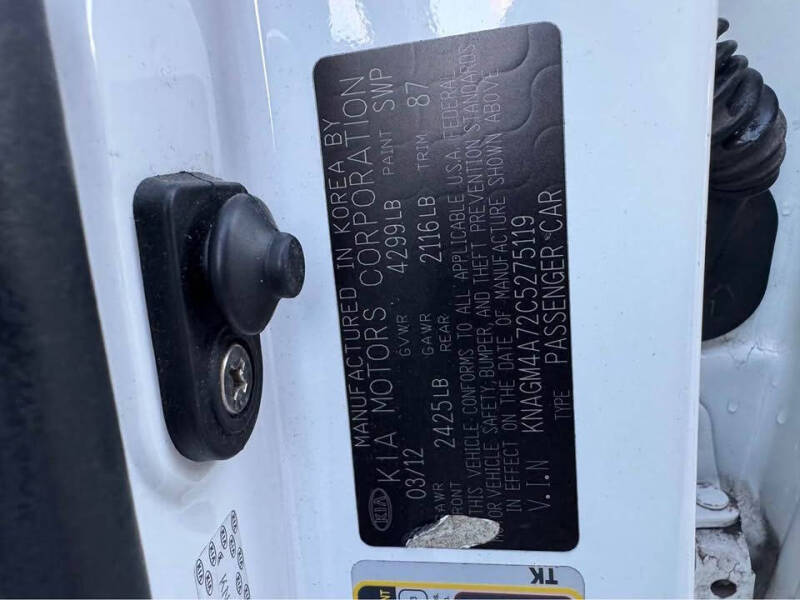 MANUFACTURED IN KOREA BY
KIA KIA MOTORS CORPORATION
03/12 GVWR 4299LB PAINT SWP
GAWR FRONT 2425LB GAWR REAR 2116LB TRIM 87
THIS VEHICLE CONFORMS TO ALL APPLICABLE U.S.A. FEDERAL
MOTOR VEHICLE SAFETY, BUMPER, AND THEFT PREVENTION STANDARDS
IN EFFECT ON THE DATE OF MANUFACTURE SHOWN ABOVE.
V.I.N KNAGM4A72C5275119
TYPE PASSENGER CAR
TK